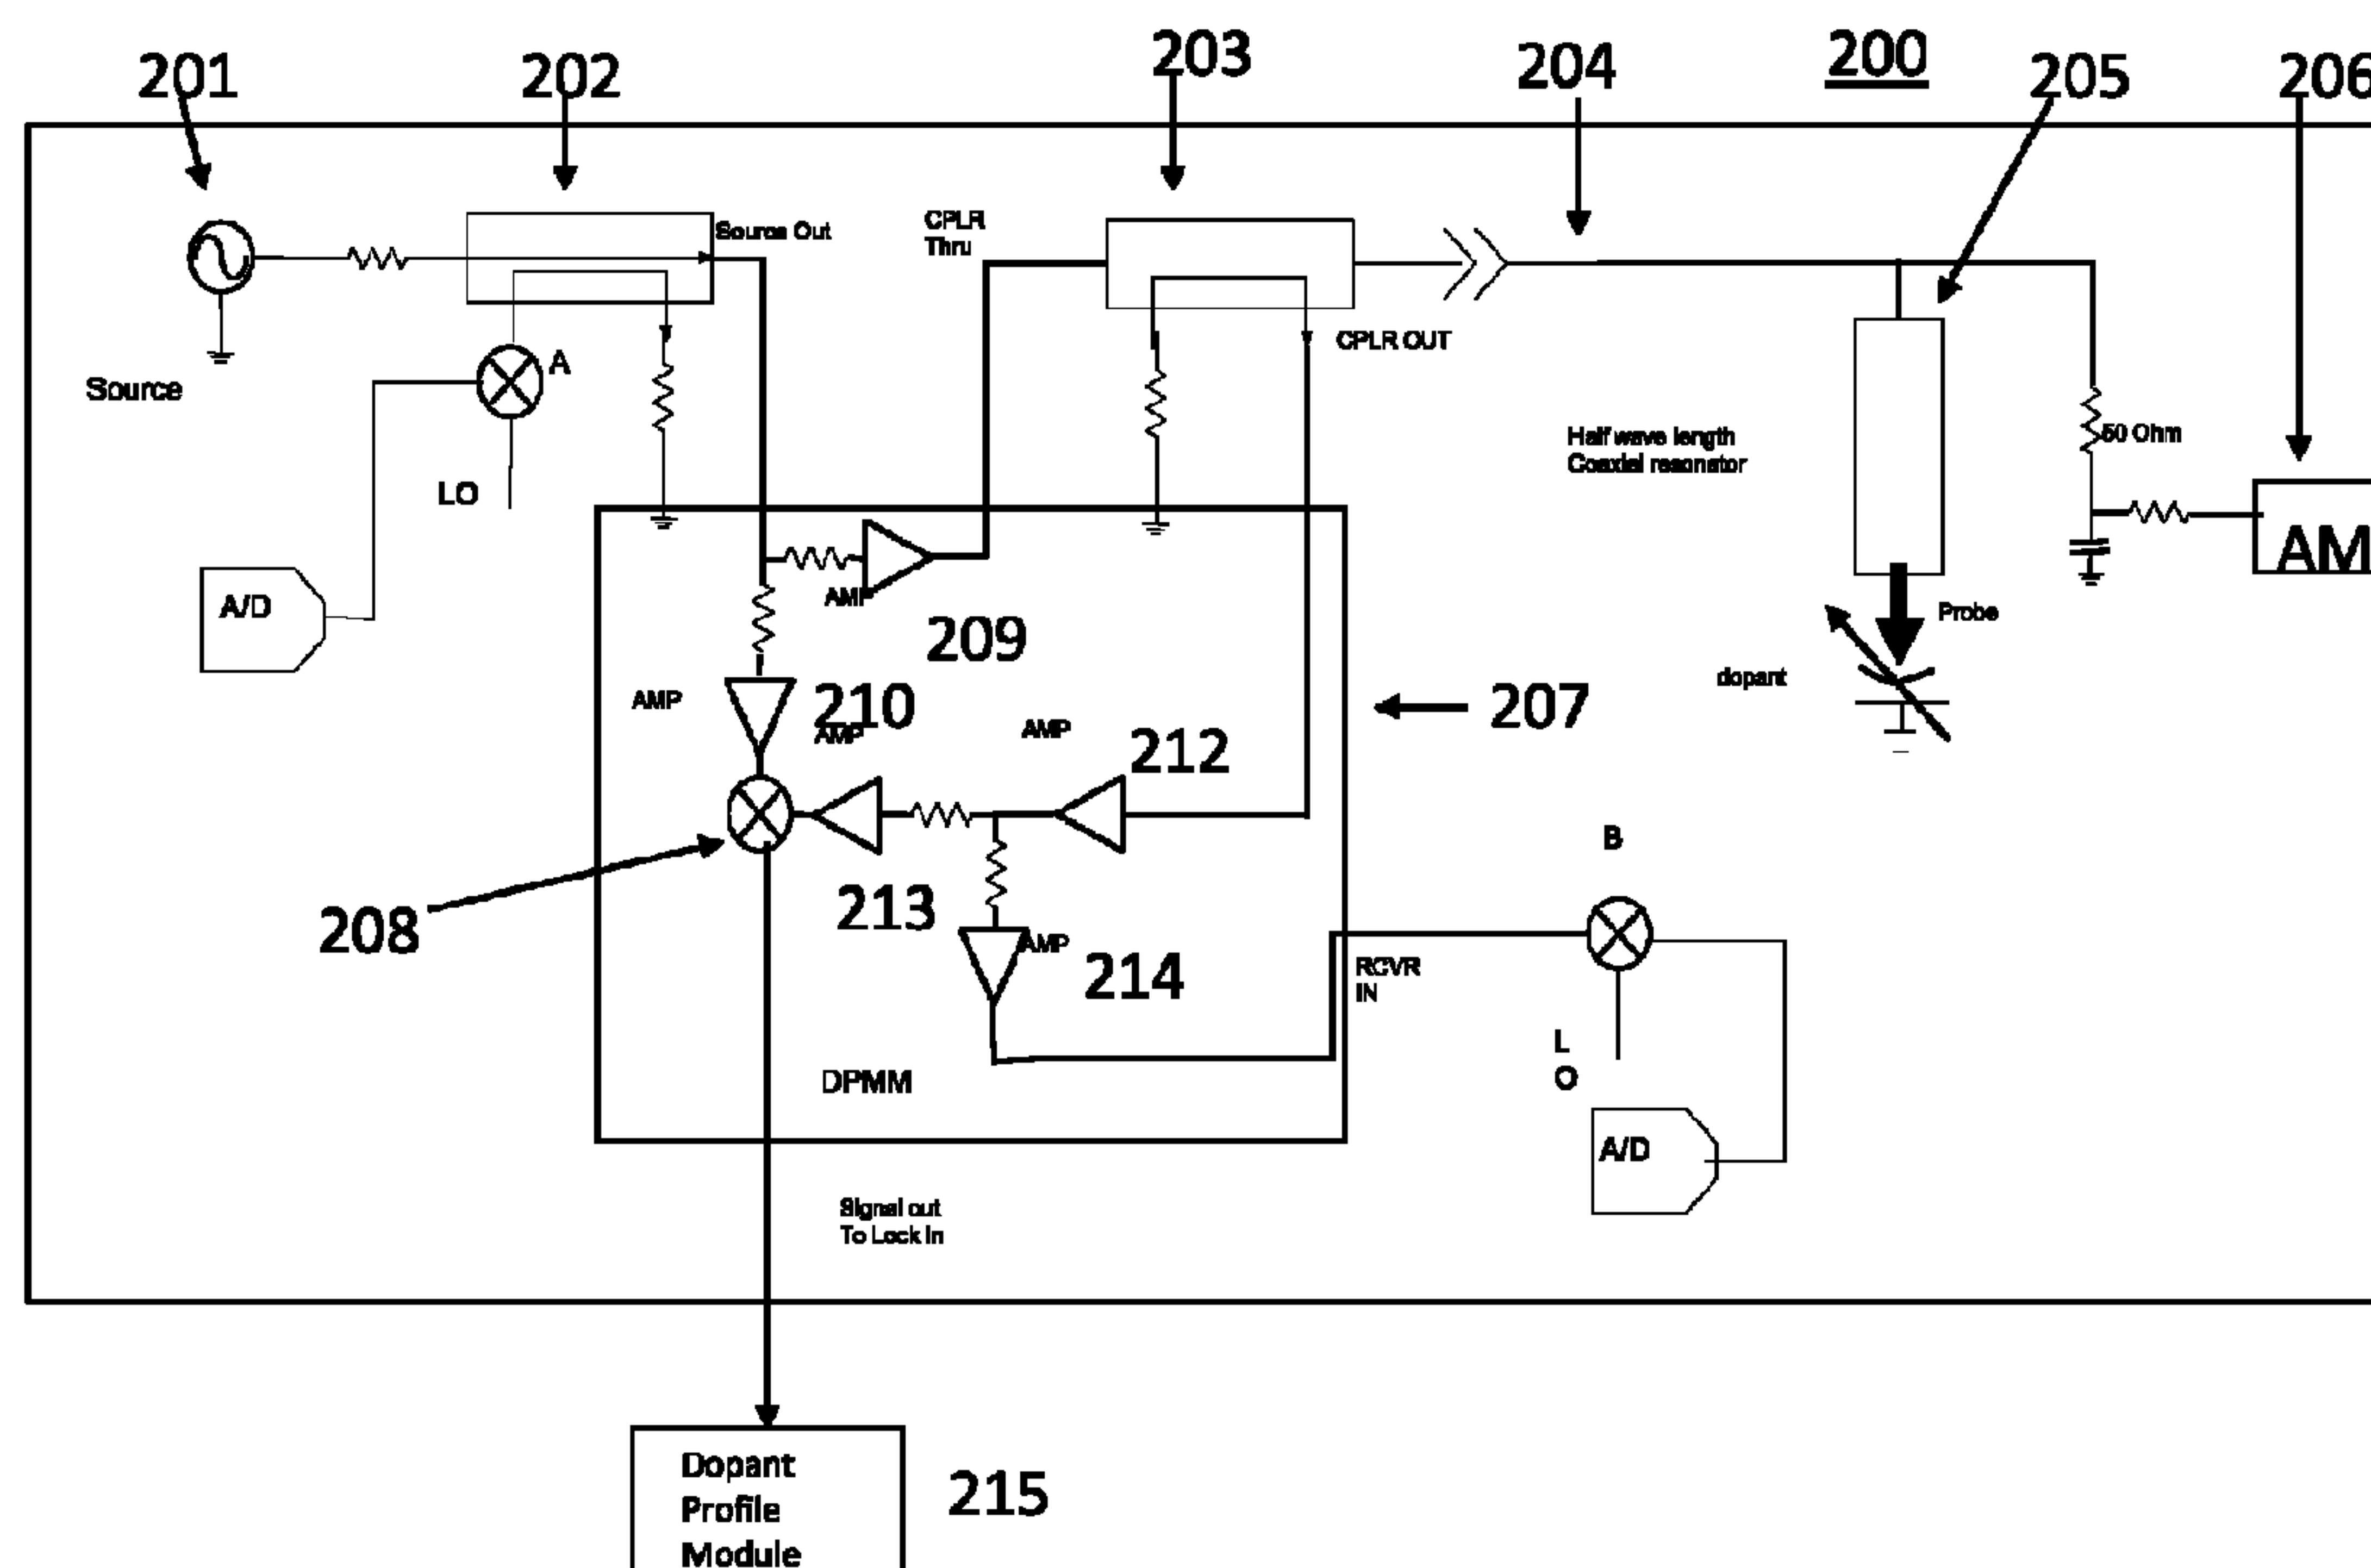 201
202
203
204
200
205
206
Source Out
CPLR
Thru
CPLR OUT
A
Source
LO
Half wave length
Coaxial resonator
50 Ohm
AM
A/D
AMP
209
Probe
dopant
AMP
210
AMP
AMP
212
207
B
208
213
AMP
214
RCVR
IN
L
O
DPMM
A/D
Signal out
To Lock in
Dopant
Profile
Module
215